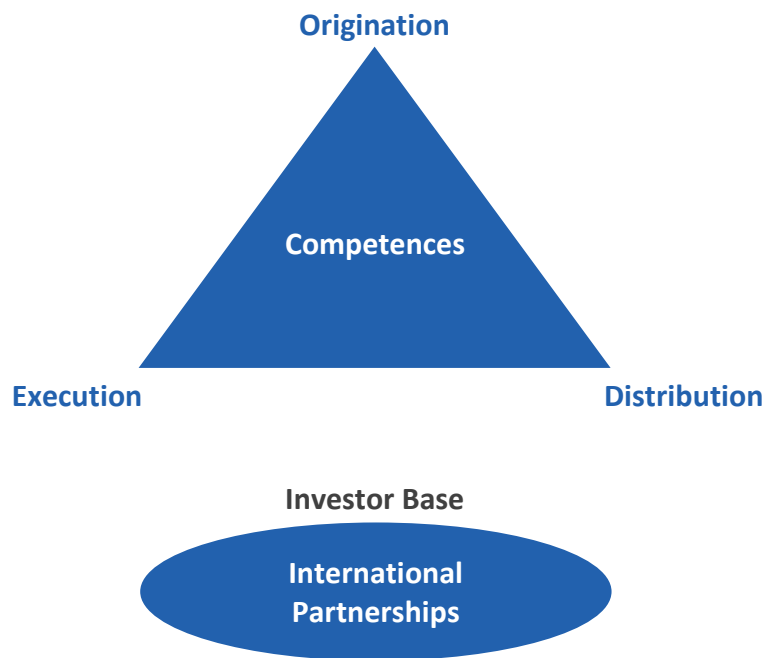 Origination
Competences
Execution
Distribution
Investor Base
International
Partnerships